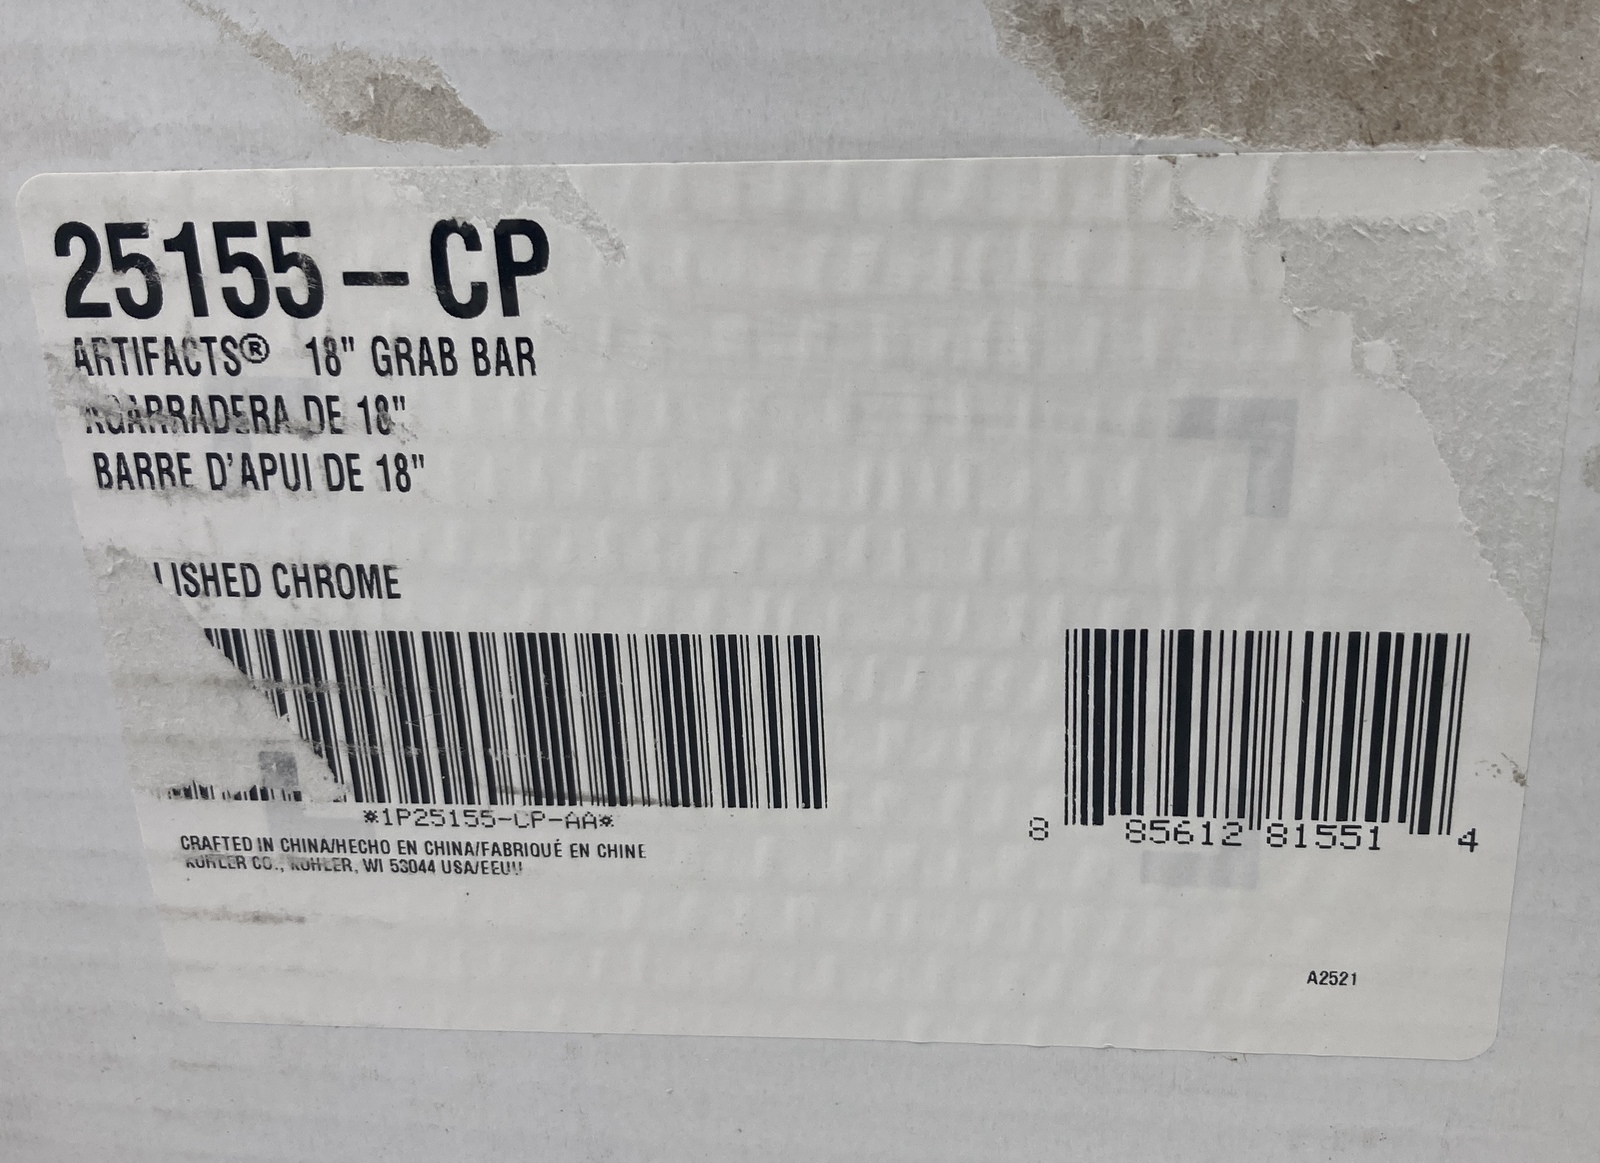 25155-CP
ARTIFACTS® 18" GRAB BAR
AGARRADERA DE 18"
BARRE D'APUI DE 18"
LISHED CHROME
*1P25155-CP-AA*
CRAFTED IN CHINA/HECHO EN CHINA/FABRIQUÉ EN CHINE
KOHLER CO., KOHLER, WI 53044 USA/EEUU
8 85612 81551 4
A2521